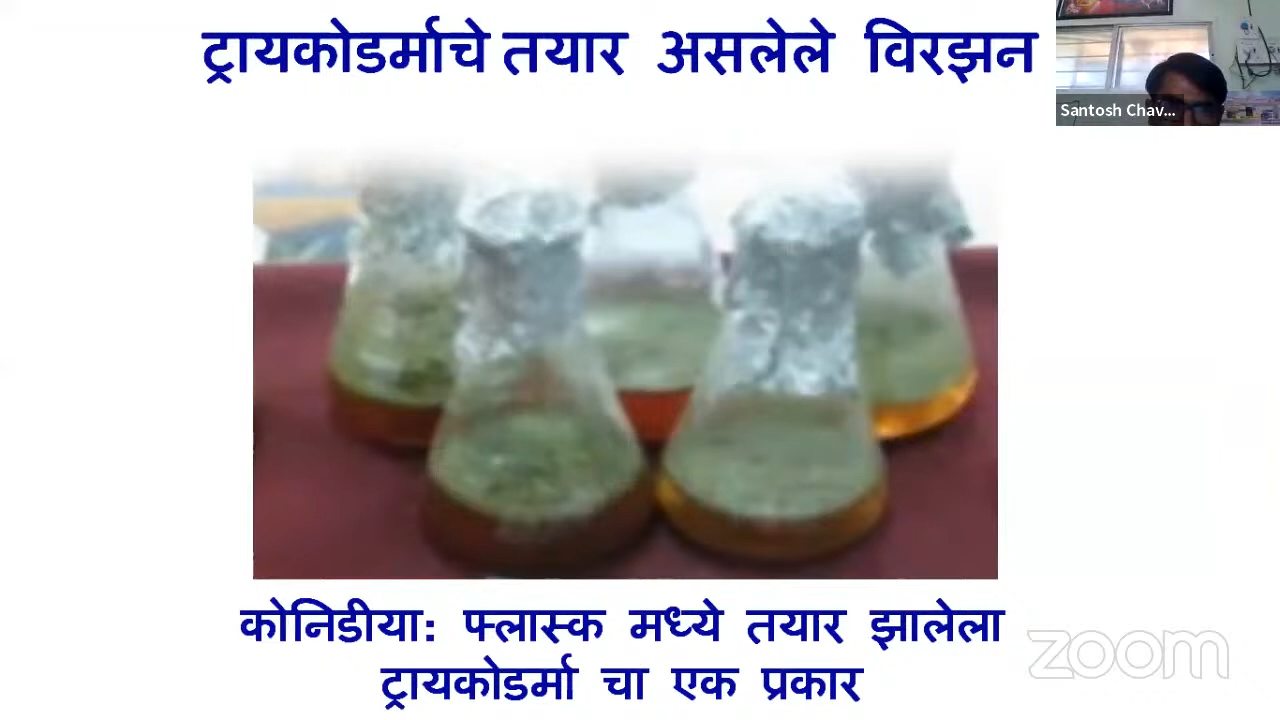 ट्रायकोडर्माचे तयार असलेले विरझन
Santosh Chav...
कोनिडीया: फ्लास्क मध्ये तयार झालेला
ट्रायकोडर्मा चा एक प्रकार
zoom